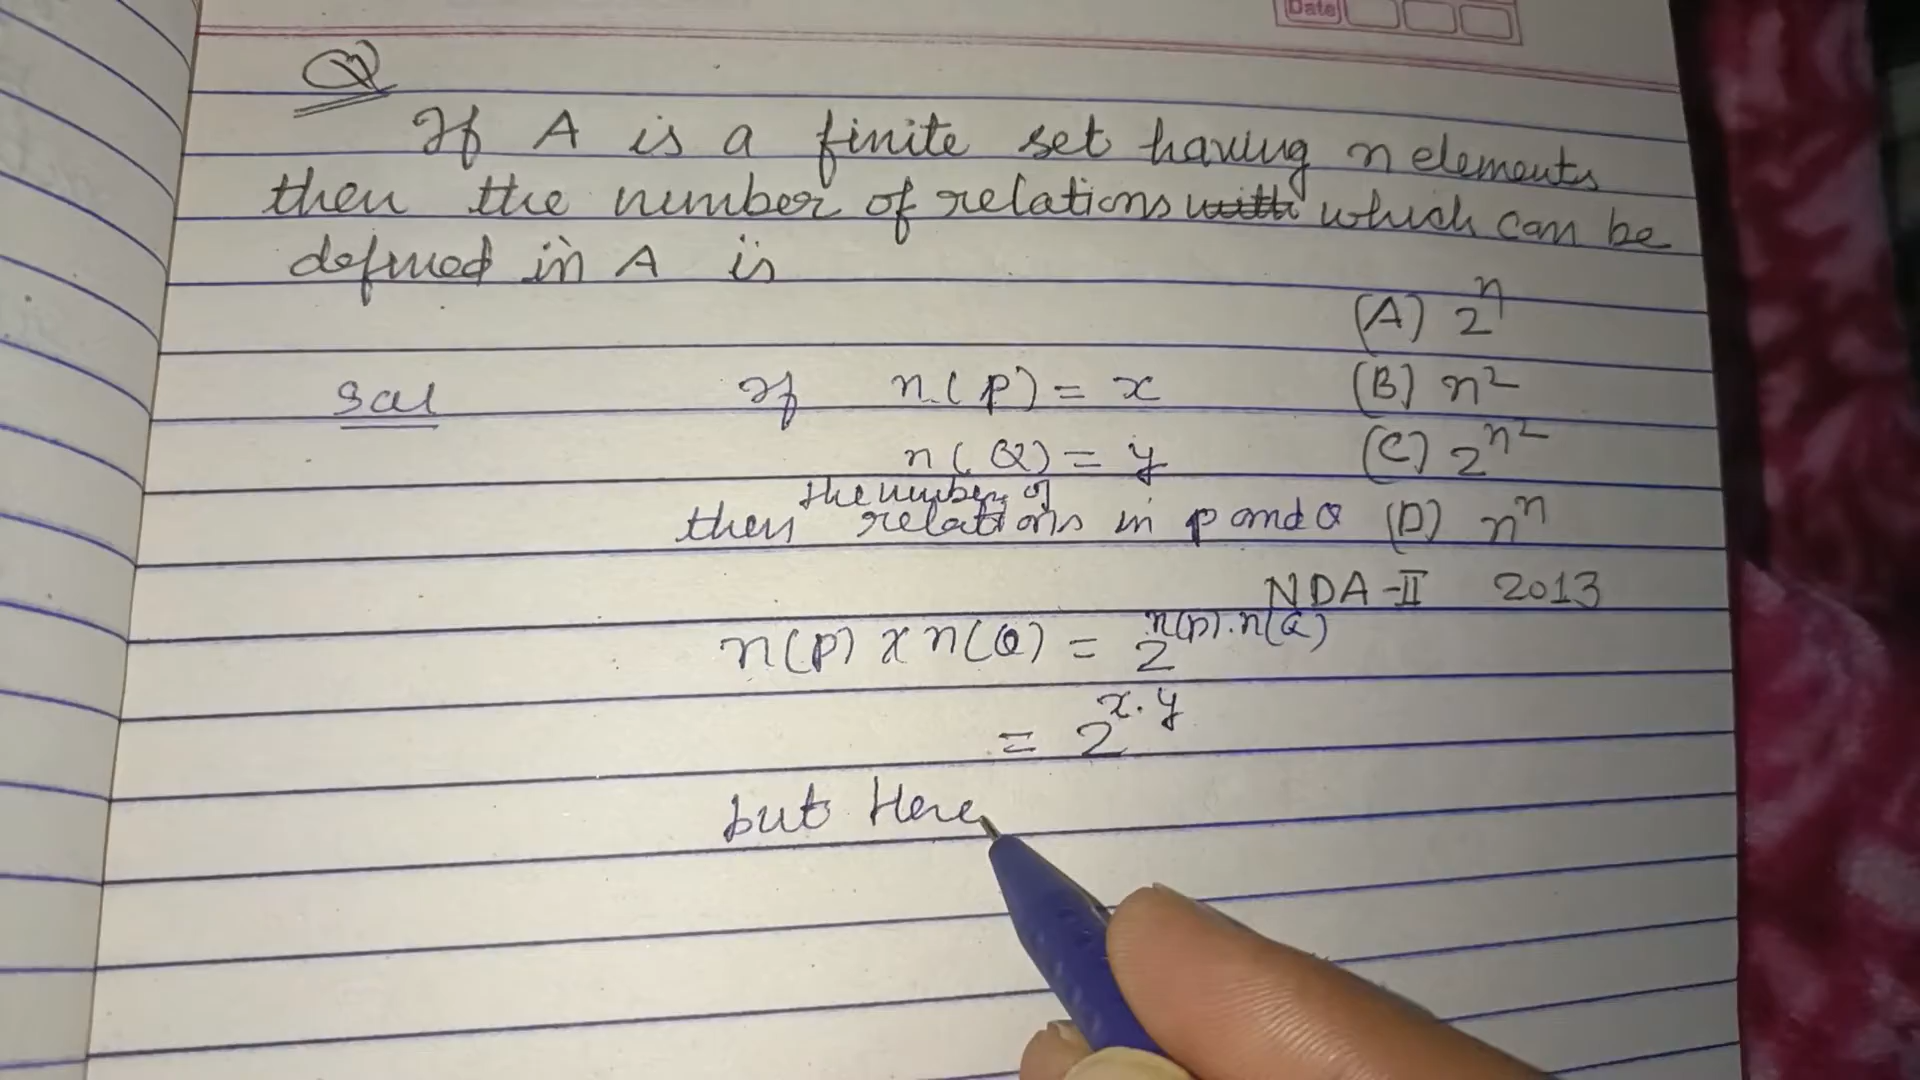 Date
Q
If A is a finite set having n elements
then the number of relations which can be
defined in A is
(A) 2^n
Sol If n(P) = x (B) n^2
n(Q) = y (C) 2^n^2
the number of
then relations in P and Q (D) n^n
NDA-II 2013
n(P) x n(Q) = 2^n(P).n(Q)
= 2^x.y
but Here